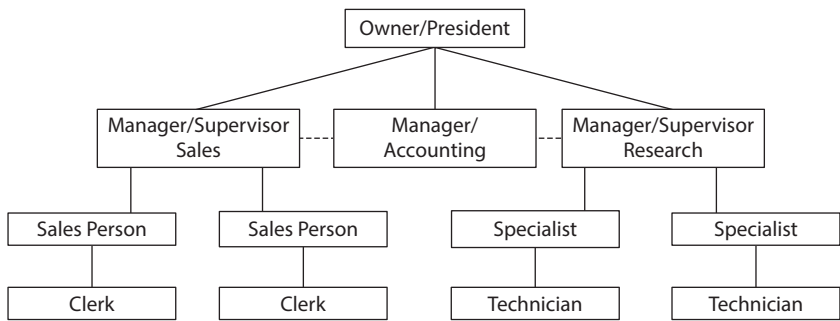 Owner/President
Manager/Supervisor
Sales
Manager/
Accounting
Manager/Supervisor
Research
Sales Person
Sales Person
Specialist
Specialist
Clerk
Clerk
Technician
Technician